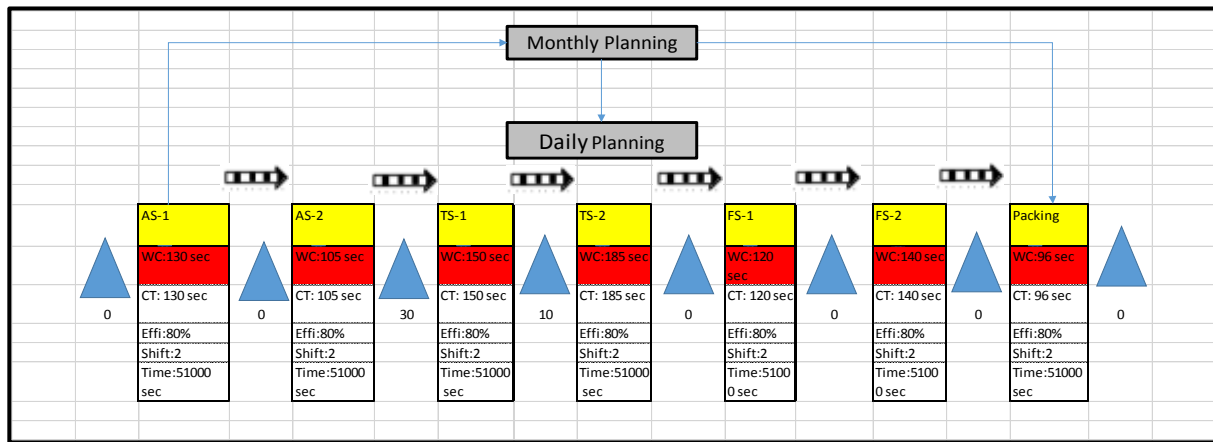 Monthly Planning
Daily Planning
AS-1
WC:130 sec
CT: 130 sec
Effi:80%
Shift:2
Time:51000
sec
AS-2
WC:105 sec
CT: 105 sec
Effi:80%
Shift:2
Time:51000
sec
TS-1
WC:150 sec
CT: 150 sec
Effi:80%
Shift:2
Time:51000
sec
TS-2
WC:185 sec
CT: 185 sec
Effi:80%
Shift:2
Time:51000
sec
FS-1
WC:120
sec
CT: 120 sec
Effi:80%
Shift:2
Time:5100
0 sec
FS-2
WC:140 sec
CT: 140 sec
Effi:80%
Shift:2
Time:5100
0 sec
Packing
WC:96 sec
CT: 96 sec
Effi:80%
Shift:2
Time:51000
sec
0
0
30
10
0
0
0
0